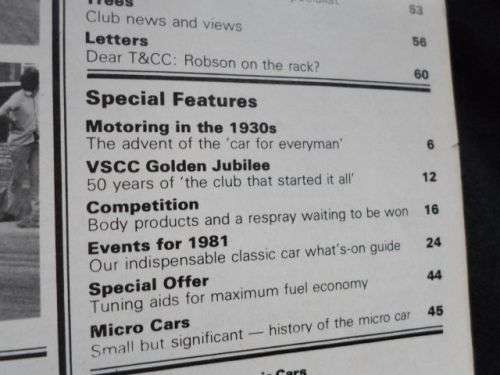 Trees
Club news and views 53
Letters
Dear T&CC: Robson on the rack? 56
60
Special Features
Motoring in the 1930s
The advent of the 'car for everyman' 6
VSCC Golden Jubilee
50 years of 'the club that started it all' 12
Competition
Body products and a respray waiting to be won 16
Events for 1981
Our indispensable classic car what's-on guide 24
Special Offer
Tuning aids for maximum fuel economy 44
Micro Cars
Small but significant — history of the micro car 45
Cars